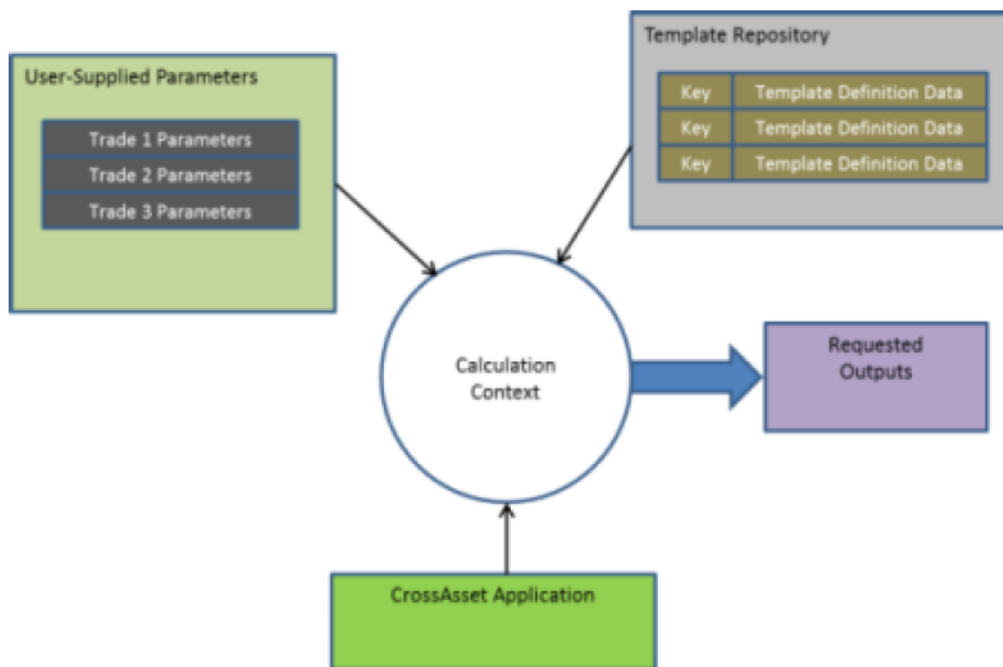 User-Supplied Parameters
Trade 1 Parameters
Trade 2 Parameters
Trade 3 Parameters
Template Repository
Key Template Definition Data
Key Template Definition Data
Key Template Definition Data
Calculation
Context
Requested
Outputs
CrossAsset Application